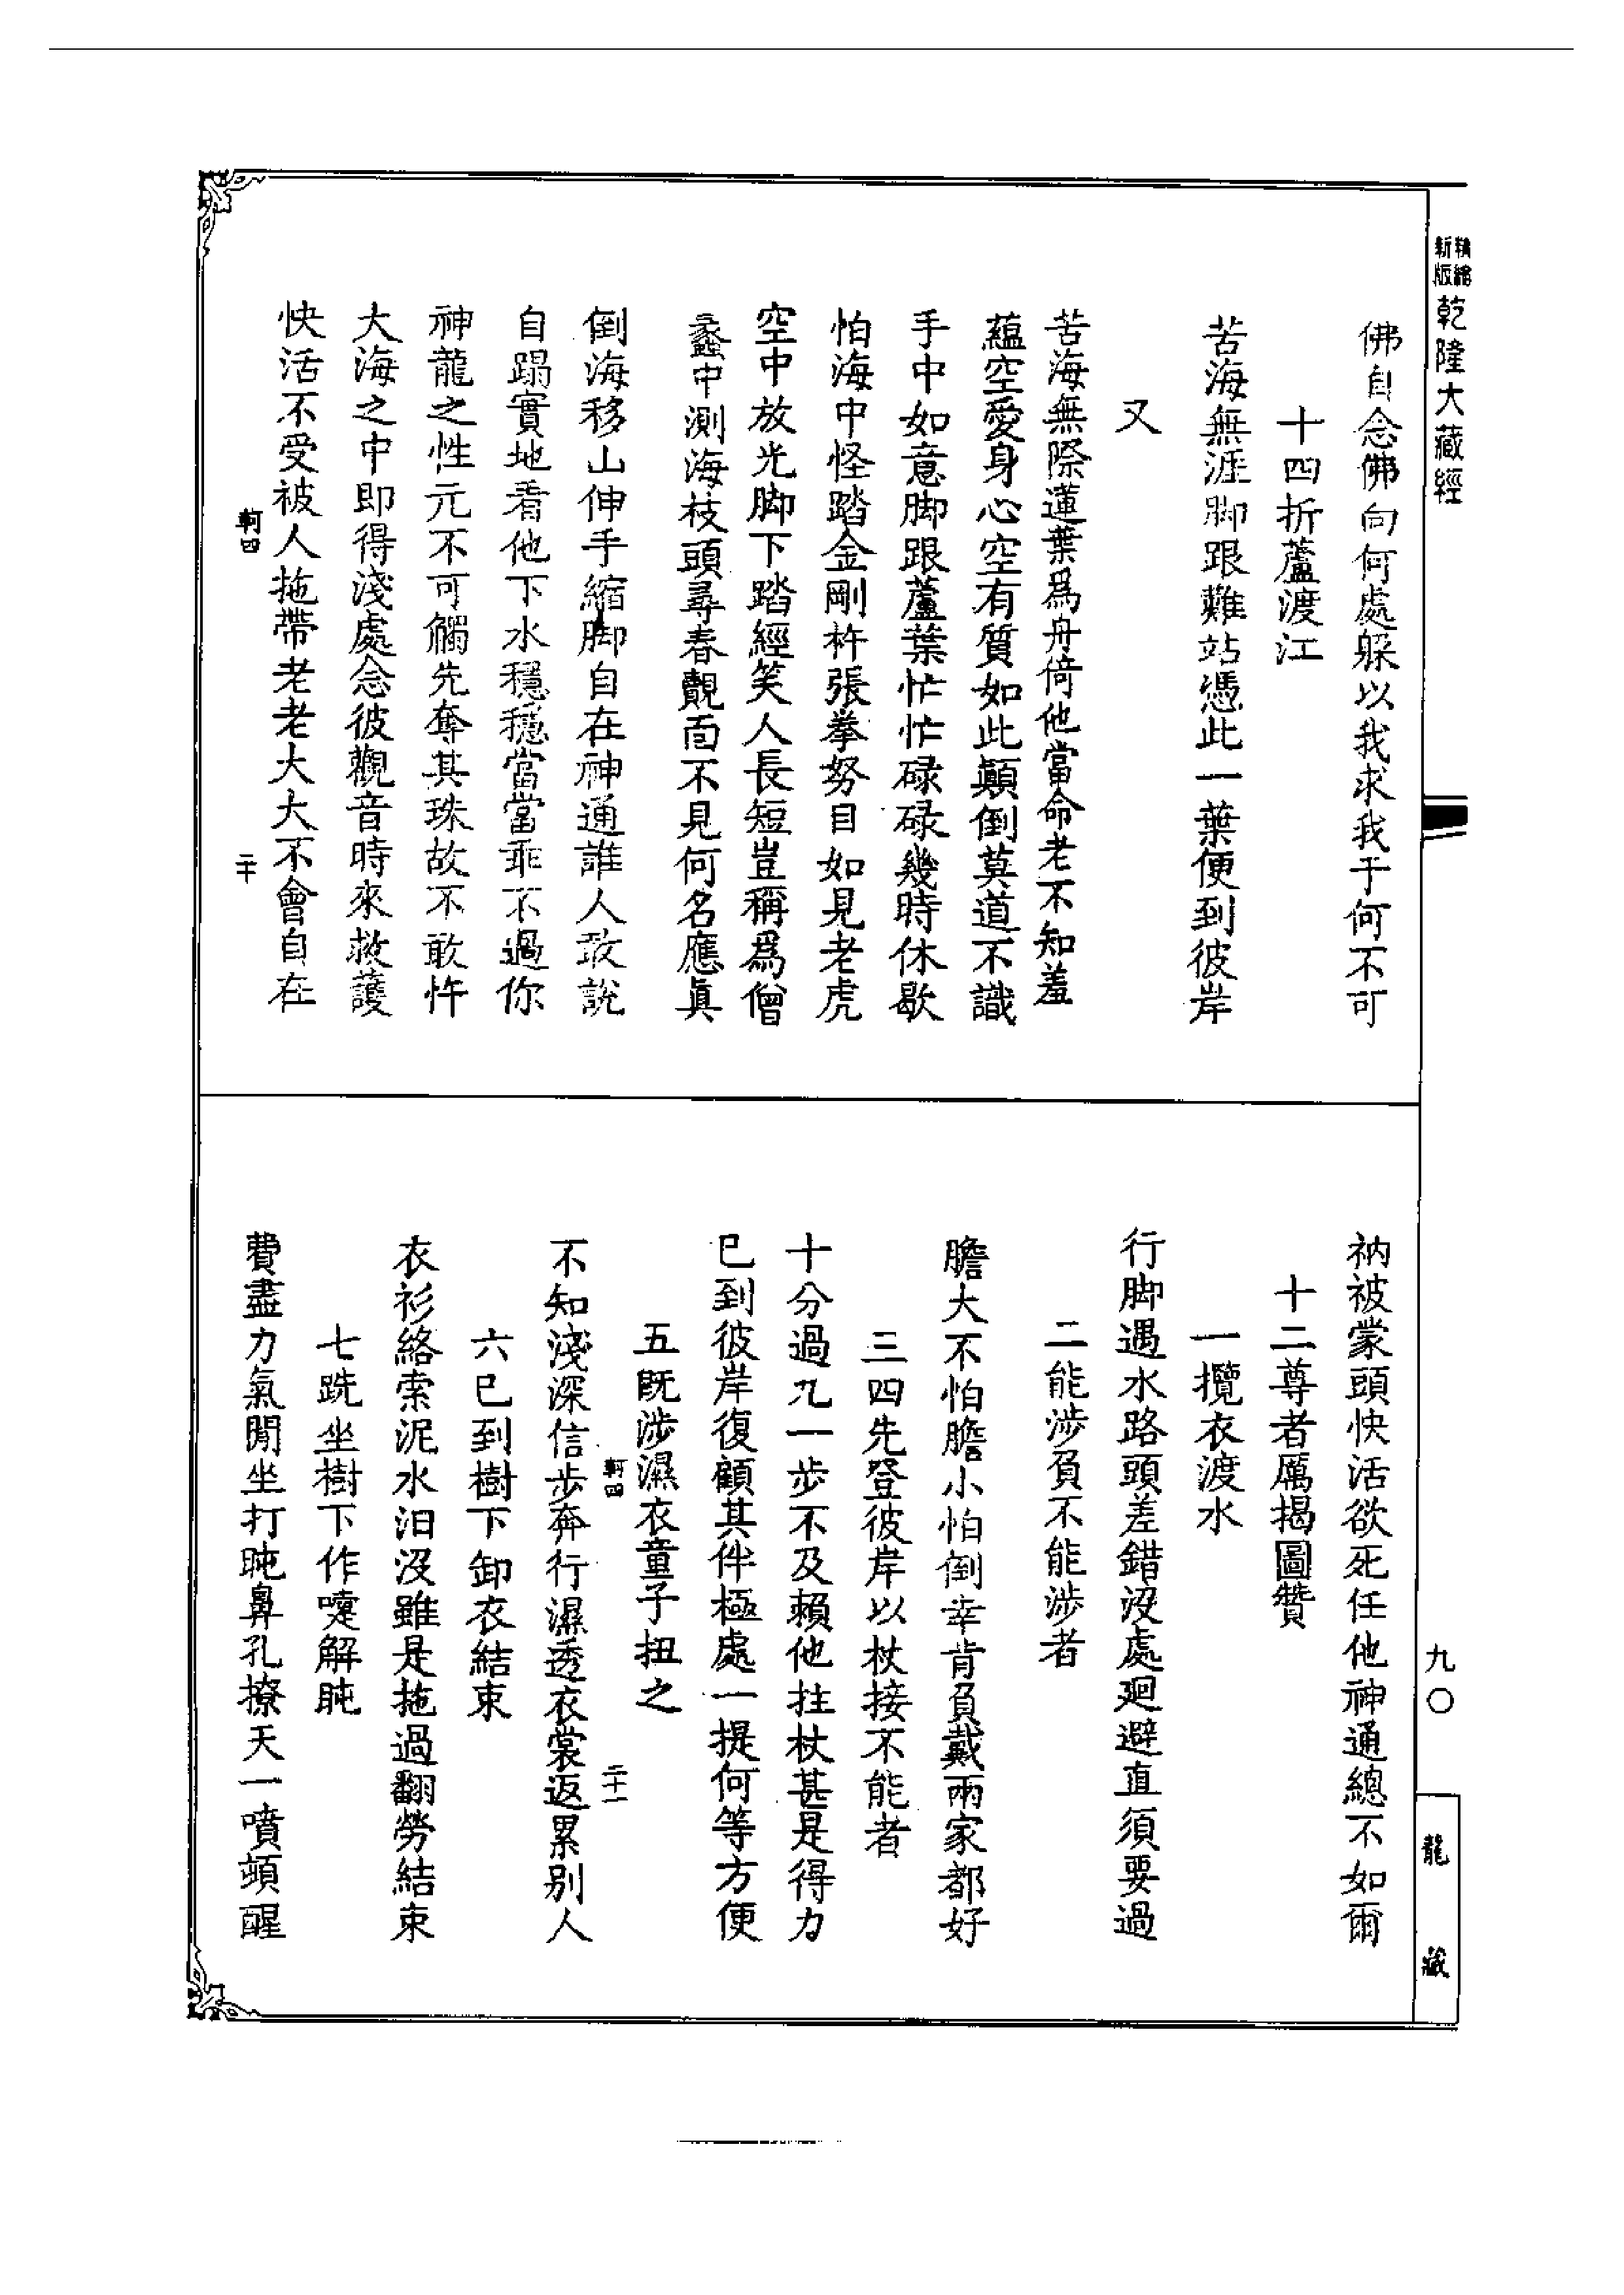 新版
精繪
乾隆大藏經
佛自念佛向何處躲以我求我于何不可
十四折蘆渡江
苦海無涯脚跟難站憑此一葉便到彼岸
又
苦海無際蓮葉爲舟倚他當命老不知羞
蘊空愛身心空有質如此顛倒莫道不識
手中如意脚跟蘆葉忙忙碌碌幾時休歇
怕海中怪踏金剛杵張拳努目如見老虎
空中放光脚下踏經笑人長短豈稱爲僧
蠡中測海枝頭尋春覿面不見何名應眞
倒海移山伸手縮脚自在神通誰人敢說
自蹋實地看他下水穩穩當當乖不過你
神龍之性元不可觸先奪其珠故不敢忤
大海之中即得淺處念彼觀音時來救護
快活不受被人拖帶老老大大不會自在
軻四 二十
衲被蒙頭快活欲死任他神通總不如爾
十二尊者厲揭圖贊
一攬衣渡水
行脚遇水路頭差錯沒處廻避直須要過
二能涉負不能涉者
膽大不怕膽小怕倒幸肯負戴兩家都好
三四先登彼岸以杖接不能者
十分過九一步不及賴他拄杖甚是得力
已到彼岸復顧其伴極處一提何等方便
五既涉濕衣童子扭之
軻四 二十一
不知淺深信步奔行濕透衣裳返累别人
六已到樹下卸衣結束
衣衫絡索泥水汨沒雖是拖過翻勞結束
七跣坐樹下作嚏解盹
費盡力氣閒坐打盹鼻孔撩天一噴頓醒
九〇
龍藏